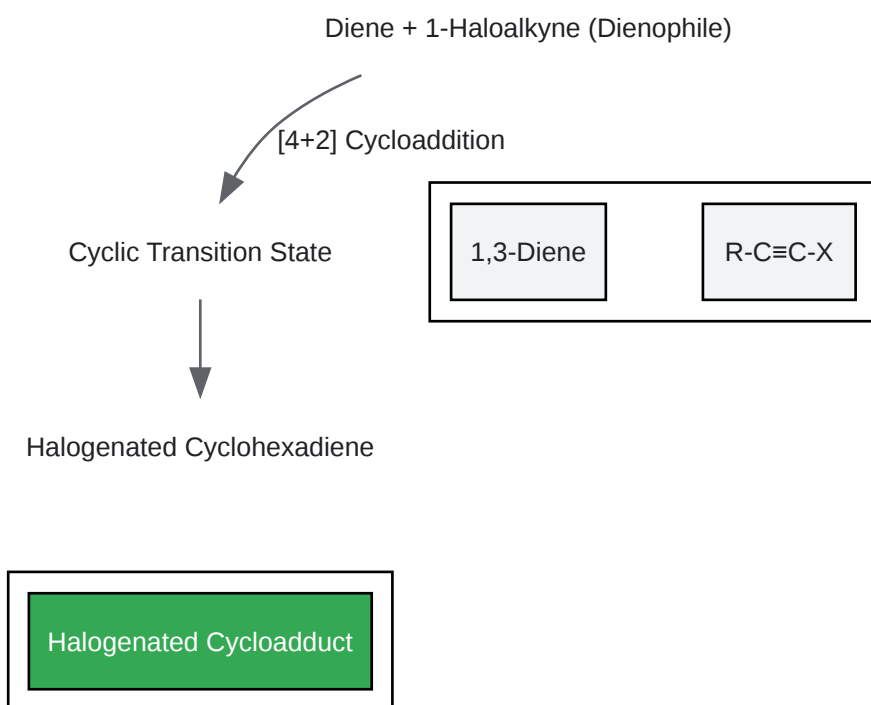 Diene + 1-Haloalkyne (Dienophile)
[4+2] Cycloaddition
Cyclic Transition State
1,3-Diene
R-C≡C-X
Halogenated Cyclohexadiene
Halogenated Cycloadduct